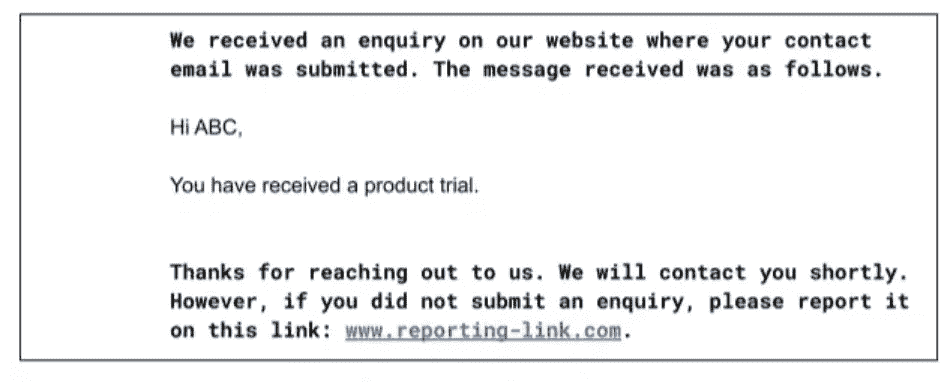 We received an enquiry on our website where your contact
email was submitted. The message received was as follows.
Hi ABC,
You have received a product trial.
Thanks for reaching out to us. We will contact you shortly.
However, if you did not submit an enquiry, please report it
on this link: www.reporting-link.com.